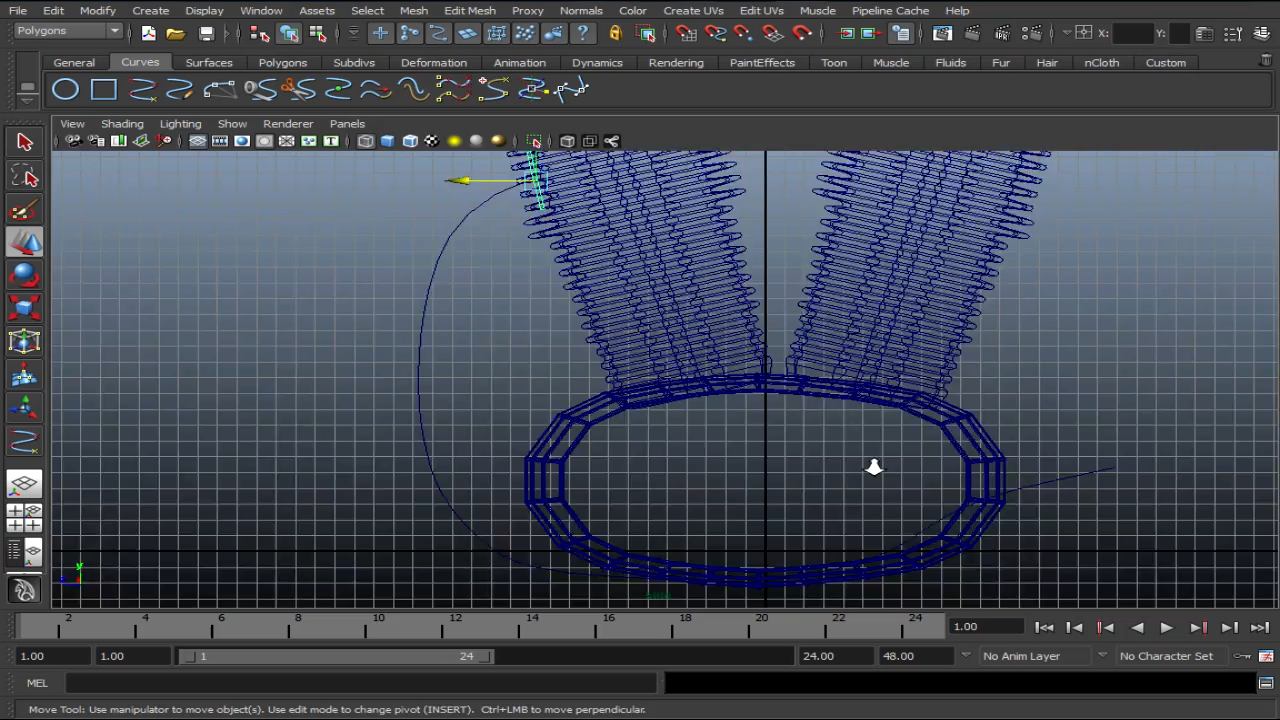 File Edit Modify Create Display Window Assets Select Mesh Edit Mesh Proxy Normals Color Create UVs Edit UVs Muscle Pipeline Cache Help
Polygons X: Y:
General Curves Surfaces Polygons Subdivs Deformation Animation Dynamics Rendering PaintEffects Toon Muscle Fluids Fur Hair nCloth Custom
View Shading Lighting Show Renderer Panels
y
2 4 6 8 10 12 14 16 18 20 22 24 1.00
1.00 1.00 1 24 24.00 48.00 No Anim Layer No Character Set
MEL
Move Tool: Use manipulator to move object(s). Use edit mode to change pivot (INSERT). Ctrl+LMB to move perpendicular.